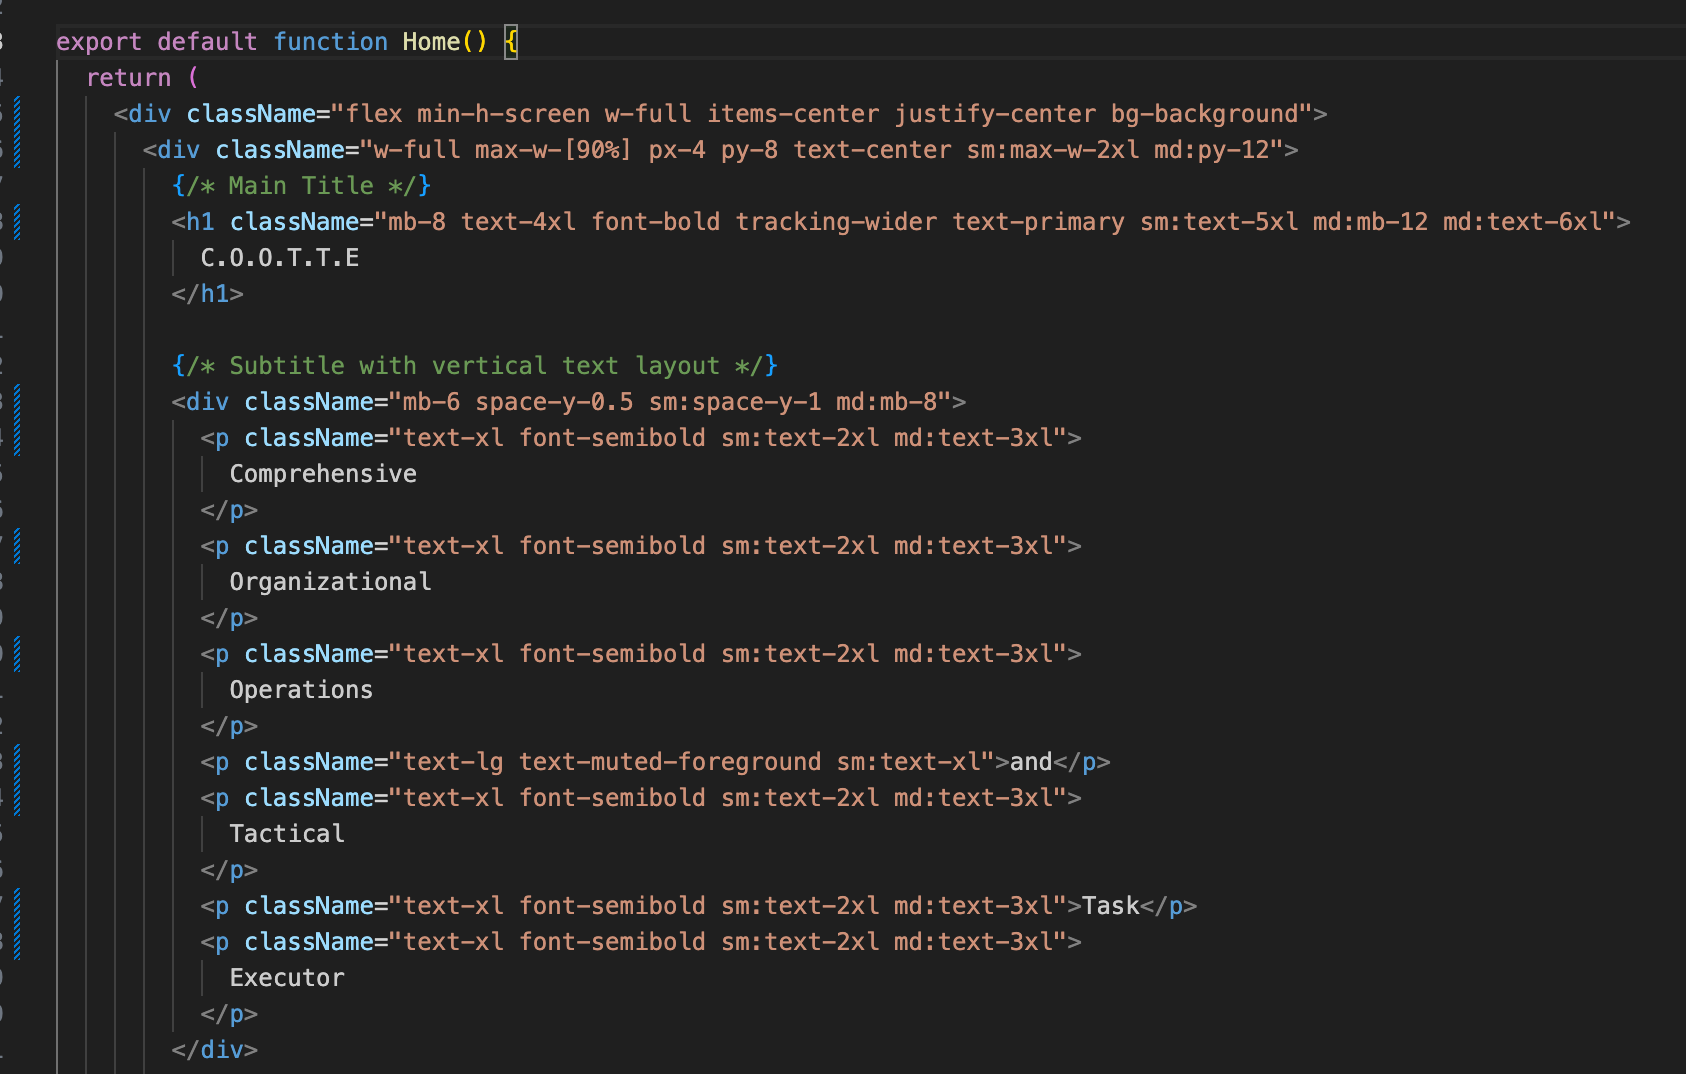 export default function Home() {
return (
<div className="flex min-h-screen w-full items-center justify-center bg-background">
<div className="w-full max-w-[90%] px-4 py-8 text-center sm:max-w-2xl md:py-12">
{/* Main Title */}
<h1 className="mb-8 text-4xl font-bold tracking-wider text-primary sm:text-5xl md:mb-12 md:text-6xl">
C.O.O.T.T.E
</h1>
{/* Subtitle with vertical text layout */}
<div className="mb-6 space-y-0.5 sm:space-y-1 md:mb-8">
<p className="text-xl font-semibold sm:text-2xl md:text-3xl">
Comprehensive
</p>
<p className="text-xl font-semibold sm:text-2xl md:text-3xl">
Organizational
</p>
<p className="text-xl font-semibold sm:text-2xl md:text-3xl">
Operations
</p>
<p className="text-lg text-muted-foreground sm:text-xl">and</p>
<p className="text-xl font-semibold sm:text-2xl md:text-3xl">
Tactical
</p>
<p className="text-xl font-semibold sm:text-2xl md:text-3xl">Task</p>
<p className="text-xl font-semibold sm:text-2xl md:text-3xl">
Executor
</p>
</div>